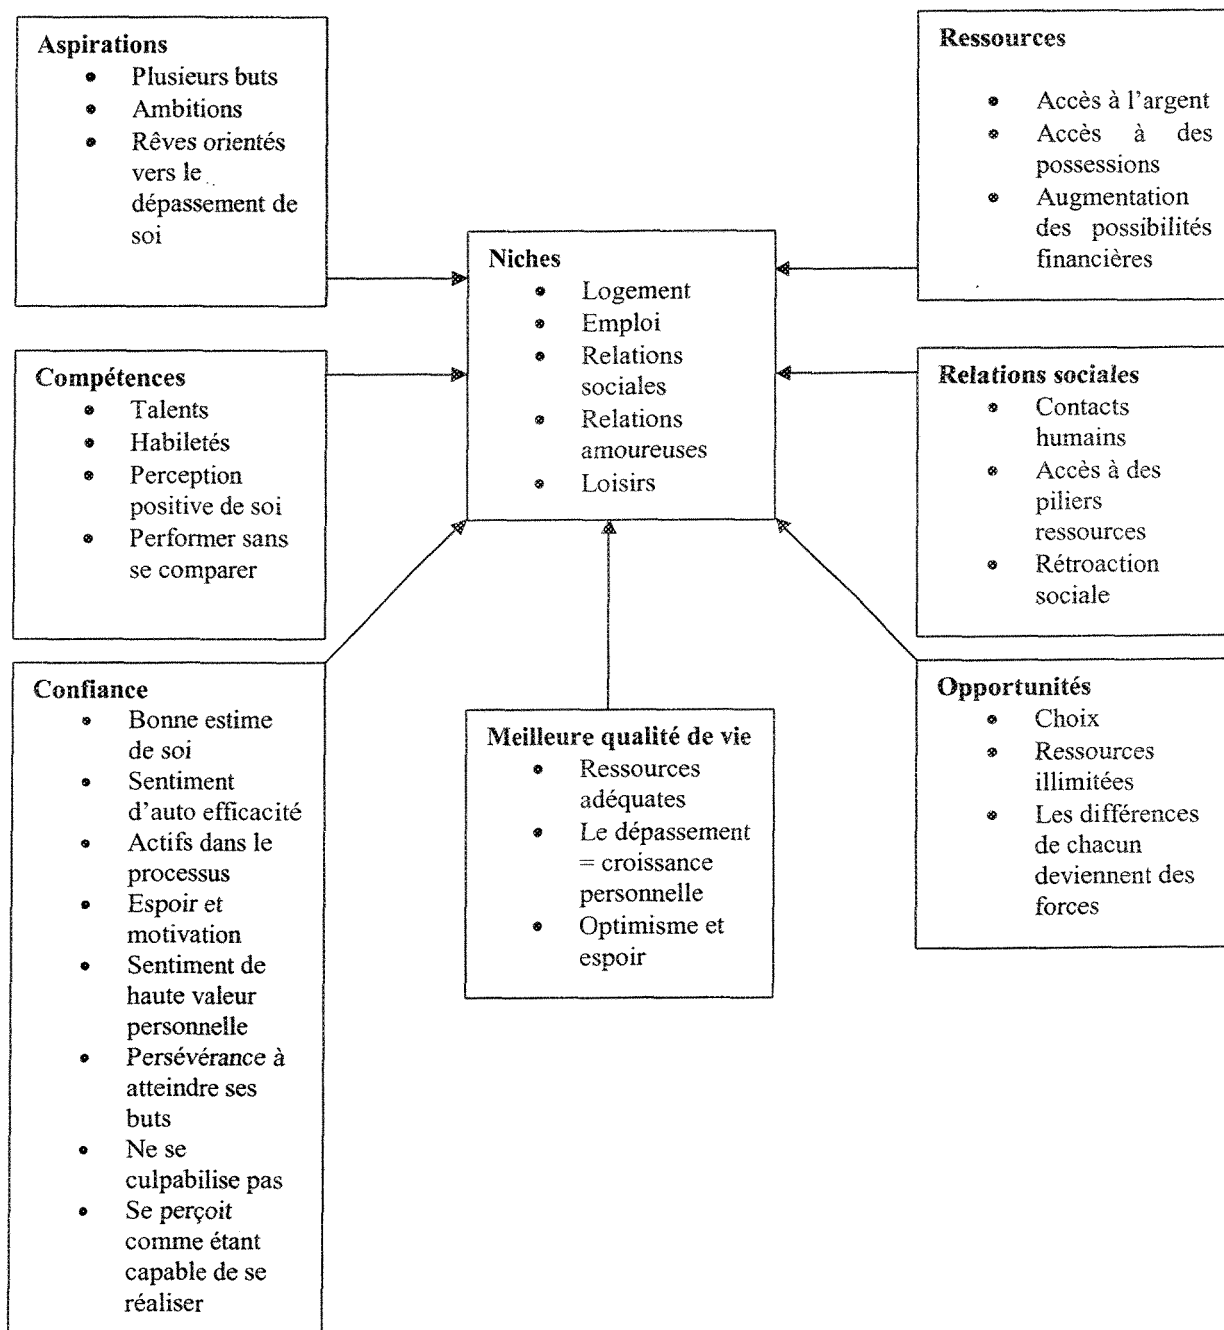 Aspirations
• Plusieurs buts
• Ambitions
• Rêves orientés
vers le
dépassement de
soi
Compétences
• Talents
• Habiletés
• Perception
positive de soi
• Performer sans
se comparer
Confiance
• Bonne estime
de soi
• Sentiment
d'auto efficacité
• Actifs dans le
processus
• Espoir et
motivation
• Sentiment de
haute valeur
personnelle
• Persévérance à
atteindre ses
buts
• Ne se
culpabilise pas
• Se perçoit
comme étant
capable de se
réaliser
Niches
• Logement
• Emploi
• Relations
sociales
• Relations
amoureuses
• Loisirs
Meilleure qualité de vie
• Ressources
adéquates
• Le dépassement
= croissance
personnelle
• Optimisme et
espoir
Ressources
• Accès à l'argent
• Accès à des
possessions
• Augmentation
des possibilités
financières
Relations sociales
• Contacts
humains
• Accès à des
piliers
ressources
• Rétroaction
sociale
Opportunités
• Choix
• Ressources
illimitées
• Les différences
de chacun
deviennent des
forces